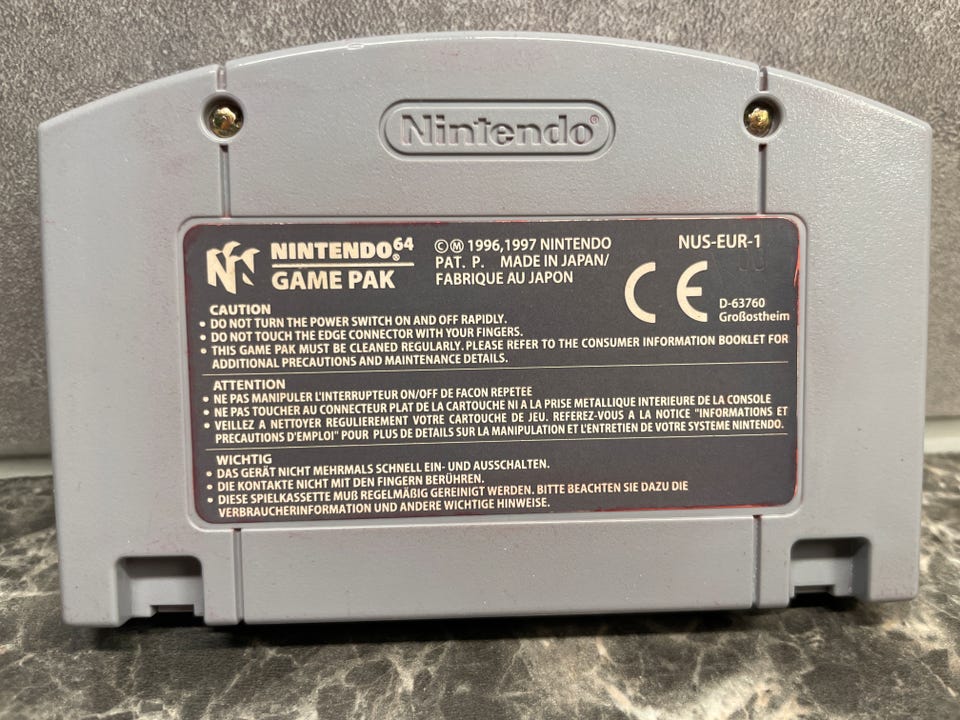 Nintendo®
NINTENDO 64®
GAME PAK
©Ⓜ 1996,1997 NINTENDO
PAT. P. MADE IN JAPAN/
FABRIQUE AU JAPON
NUS-EUR-1
CE
D-63760
Großostheim
CAUTION
• DO NOT TURN THE POWER SWITCH ON AND OFF RAPIDLY.
• DO NOT TOUCH THE EDGE CONNECTOR WITH YOUR FINGERS.
• THIS GAME PAK MUST BE CLEANED REGULARLY. PLEASE REFER TO THE CONSUMER INFORMATION BOOKLET FOR
ADDITIONAL PRECAUTIONS AND MAINTENANCE DETAILS.
ATTENTION
• NE PAS MANIPULER L'INTERRUPTEUR ON/OFF DE FACON REPETEE
• NE PAS TOUCHER AU CONNECTEUR PLAT DE LA CARTOUCHE NI A LA PRISE METALLIQUE INTERIEURE DE LA CONSOLE
• VEILLEZ A NETTOYER REGULIEREMENT VOTRE CARTOUCHE DE JEU. REFEREZ-VOUS A LA NOTICE "INFORMATIONS ET
PRECAUTIONS D'EMPLOI" POUR PLUS DE DETAILS SUR LA MANIPULATION ET L'ENTRETIEN DE VOTRE SYSTEME NINTENDO.
WICHTIG
• DAS GERÄT NICHT MEHRMALS SCHNELL EIN- UND AUSSCHALTEN.
• DIE KONTAKTE NICHT MIT DEN FINGERN BERÜHREN.
• DIESE SPIELKASSETTE MUß REGELMÄßIG GEREINIGT WERDEN. BITTE BEACHTEN SIE DAZU DIE
VERBRAUCHERINFORMATION UND ANDERE WICHTIGE HINWEISE.